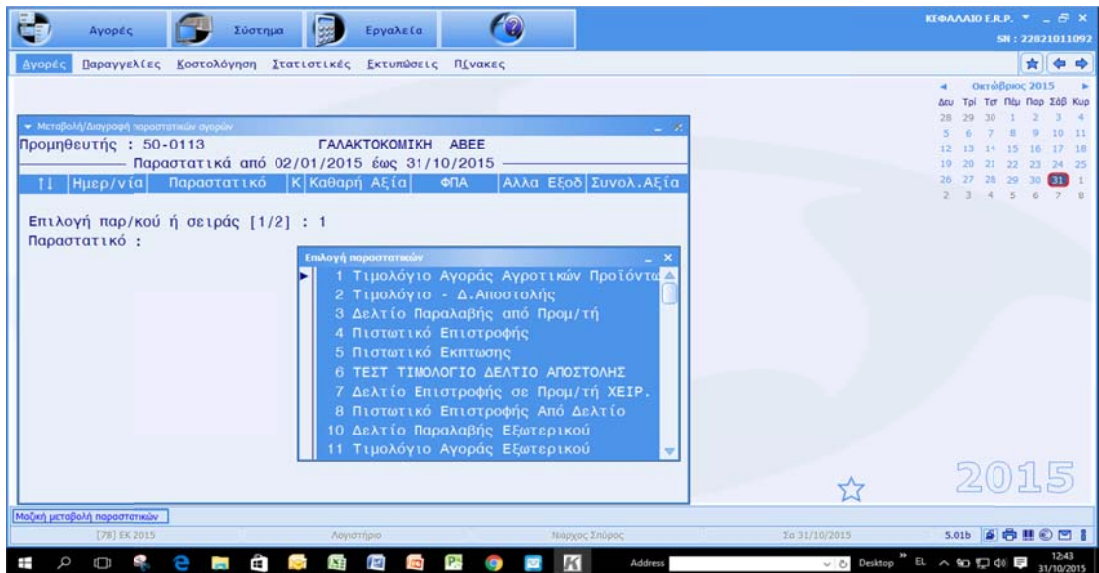 Αγορές Σύστημα Εργαλεία ΚΕΦΑΛΑΙΟ E.R.P.
SN : 22821011092
Αγορές Παραγγελίες Κοστολόγηση Στατιστικές Εκτυπώσεις Πίνακες
Οκτώβριος 2015
Δευ Τρί Τετ Πέμ Παρ Σάβ Κυρ
28 29 30 1 2 3 4
5 6 7 8 9 10 11
12 13 14 15 16 17 18
19 20 21 22 23 24 25
26 27 28 29 30 31 1
2 3 4 5 6 7 8
Μεταβολή/Διαγραφή παραστατικών αγορών
Προμηθευτής : 50-0113 ΓΑΛΑΚΤΟΚΟΜΙΚΗ ΑΒΕΕ
Παραστατικά από 02/01/2015 έως 31/10/2015
↑↓ Ημερ/νία Παραστατικό Κ Καθαρή Αξία ΦΠΑ Αλλα Εξοδ Συνολ.Αξία
Επιλογή παρ/κού ή σειράς [1/2] : 1
Παραστατικό :
Επιλογή παραστατικών
1 Τιμολόγιο Αγοράς Αγροτικών Προϊόντω
2 Τιμολόγιο - Δ.Αποστολής
3 Δελτίο Παραλαβής από Προμ/τή
4 Πιστωτικό Επιστροφής
5 Πιστωτικό Εκπτωσης
6 ΤΕΣΤ ΤΙΜΟΛΟΓΙΟ ΔΕΛΤΙΟ ΑΠΟΣΤΟΛΗΣ
7 Δελτίο Επιστροφής σε Προμ/τή ΧΕΙΡ.
8 Πιστωτικό Επιστροφής Από Δελτίο
10 Δελτίο Παραλαβής Εξωτερικού
11 Τιμολόγιο Αγοράς Εξωτερικού
2015
Μαζική μεταβολή παραστατικών
[78] ΕΚ 2015 Λογιστήριο Νιάρχος Σπύρος Σα 31/10/2015 5.01b
Address Desktop EL 12:43
31/10/2015